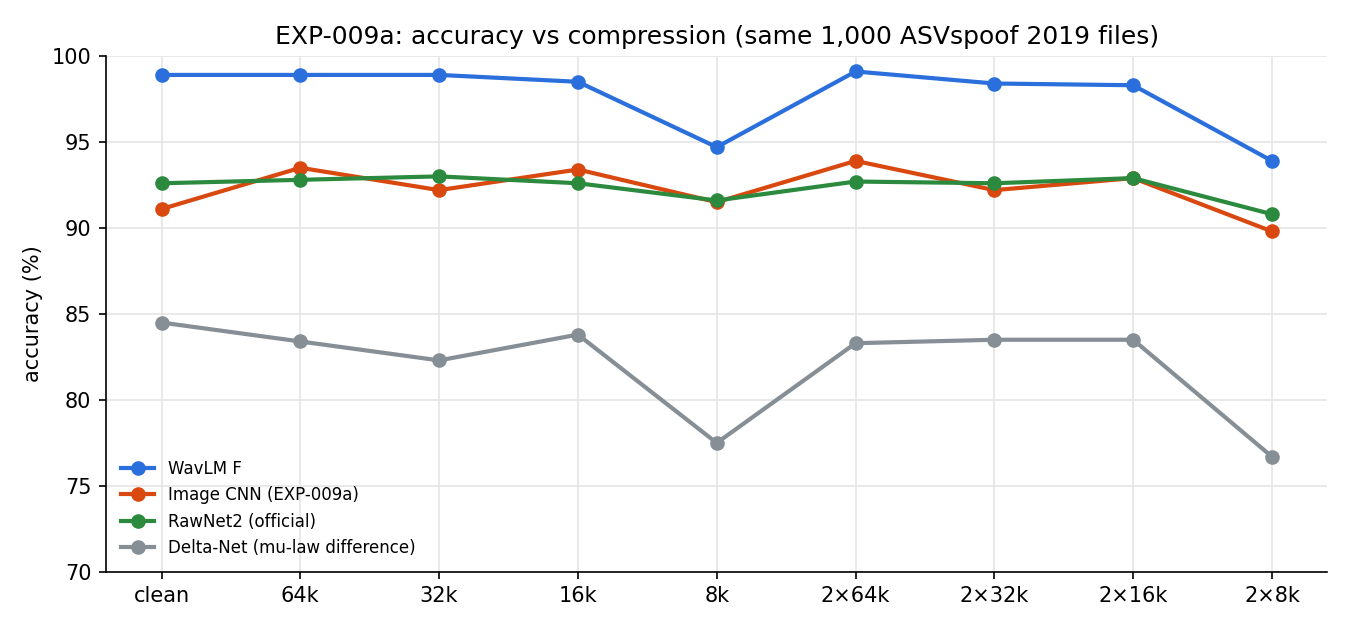 EXP-009a: accuracy vs compression (same 1,000 ASVspoof 2019 files)
accuracy (%)
100
95
90
85
80
75
70
WavLM F
Image CNN (EXP-009a)
RawNet2 (official)
Delta-Net (mu-law difference)
clean 64k 32k 16k 8k 2×64k 2×32k 2×16k 2×8k